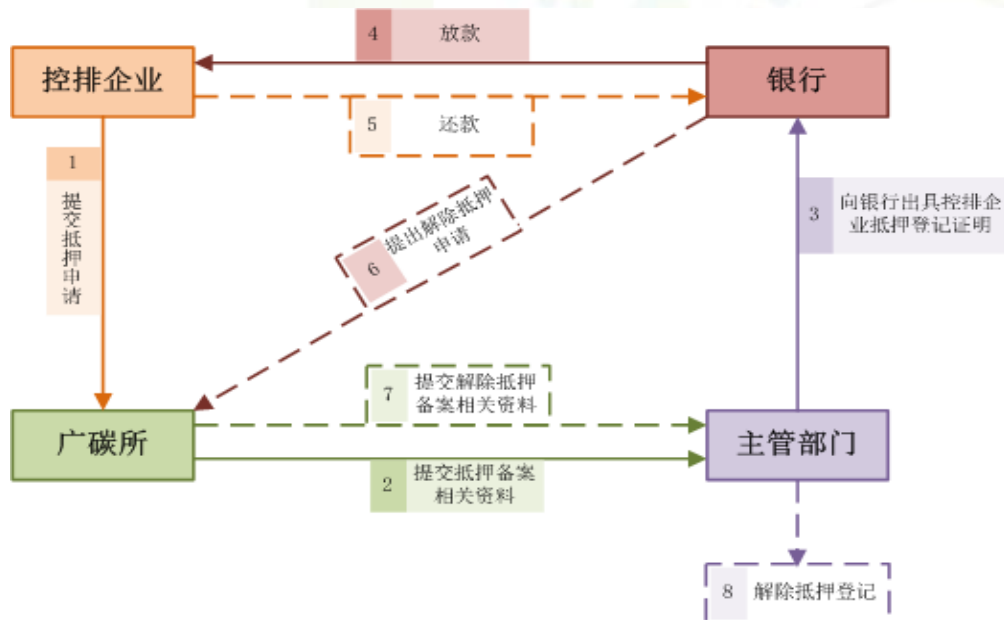 4 放款
控排企业
银行
5 还款
1
提交抵押申请
3 向银行出具控排企
业抵押登记证明
6 提出解除抵押
申请
7 提交解除抵押
备案相关资料
广碳所
主管部门
2 提交抵押备案
相关资料
8 解除抵押登记